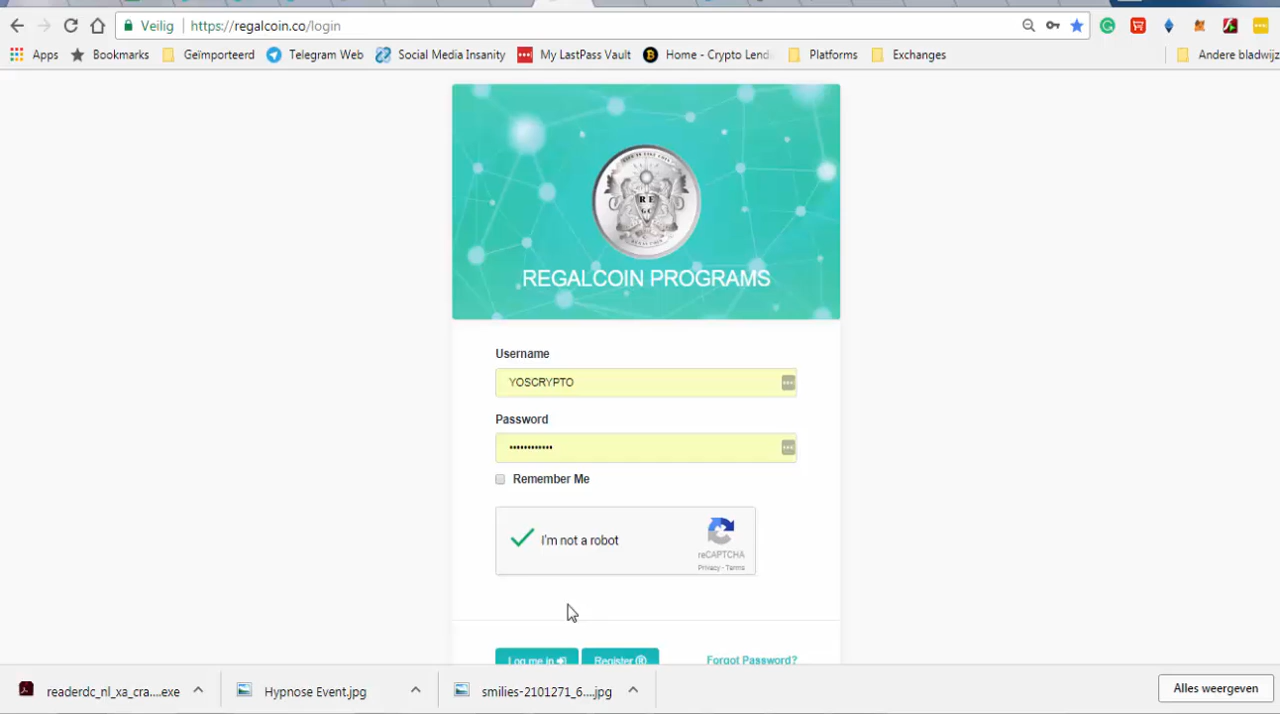 Veilig https://regalcoin.co/login
Apps Bookmarks Geïmporteerd Telegram Web Social Media Insanity My LastPass Vault Home - Crypto Lend Platforms Exchanges Andere bladwijz
R E
GC
REGALCOIN PROGRAMS
Username
YOSCRYPTO
Password
••••••••••••
Remember Me
I'm not a robot
reCAPTCHA
Privacy - Terms
Log me in Register ® Forgot Password?
readerdc_nl_xa_cra....exe Hypnose Event.jpg smilies-2101271_6....jpg Alles weergeven